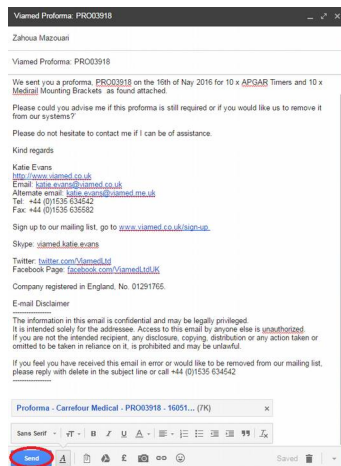 Viamed Proforma: PRO03918
Zahoua Mazouari
Viamed Proforma: PRO03918
We sent you a proforma, PRO03918 on the 16th of Nay 2016 for 10 x APGAR Timers and 10 x
Medirail Mounting Brackets as found attached.
Please could you advise me if this proforma is still required or if you would like us to remove it
from our systems?'
Please do not hesitate to contact me if I can be of assistance.
Kind regards
Katie Evans
http://www.viamed.co.uk
Email: katie.evans@viamed.co.uk
Alternate email: katie.evans@viamed.me.uk
Tel: +44 (0)1535 634542
Fax: +44 (0)1535 635582
Sign up to our mailing list, go to www.viamed.co.uk/sign-up
Skype: viamed.katie.evans
Twitter: twitter.com/ViamedLtd
Facebook Page: facebook.com/ViamedLtdUK
Company registered in England, No. 01291765.
E-mail Disclaimer
-----------------
The information in this email is confidential and may be legally privileged.
It is intended solely for the addressee. Access to this email by anyone else is unauthorized.
If you are not the intended recipient, any disclosure, copying, distribution or any action taken or
omitted to be taken in reliance on it, is prohibited and may be unlawful.
If you feel you have received this email in error or would like to be removed from our mailing list,
please reply with delete in the subject line or call +44 (0)1535 634542
-----------------
Proforma - Carrefour Medical - PRO03918 - 16051... (7K) x
Sans Serif
Send
Saved